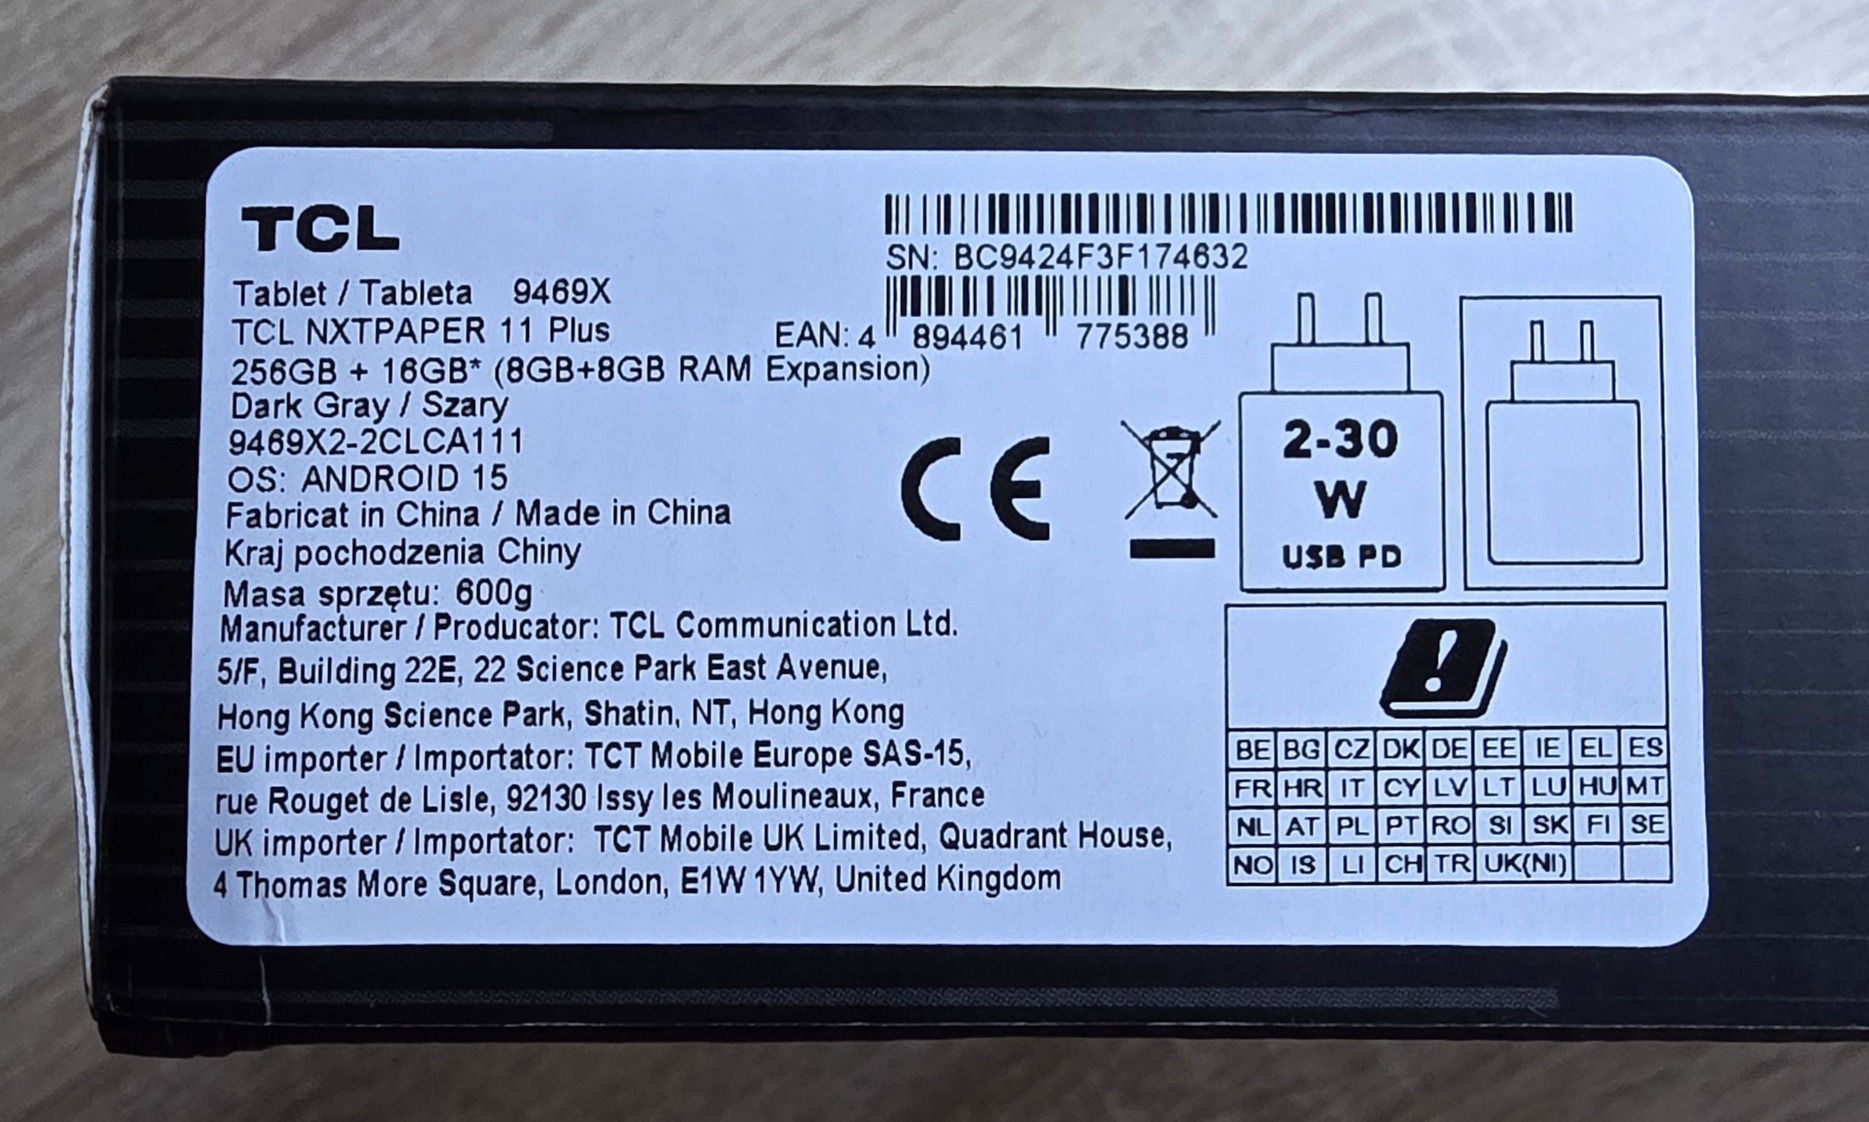 TCL
SN: BC9424F3F174632
Tablet / Tableta 9469X
TCL NXTPAPER 11 Plus
EAN: 4 894461 775388
256GB + 16GB* (8GB+8GB RAM Expansion)
Dark Gray / Szary
9469X2-2CLCA111
OS: ANDROID 15
Fabricat in China / Made in China
Kraj pochodzenia Chiny
Masa sprzętu: 600g
Manufacturer / Producator: TCL Communication Ltd.
5/F, Building 22E, 22 Science Park East Avenue,
Hong Kong Science Park, Shatin, NT, Hong Kong
EU importer / Importator: TCT Mobile Europe SAS-15,
rue Rouget de Lisle, 92130 Issy les Moulineaux, France
UK importer / Importator: TCT Mobile UK Limited, Quadrant House,
4 Thomas More Square, London, E1W 1YW, United Kingdom
CE
2-30
W
USB PD
BE BG CZ DK DE EE IE EL ES
FR HR IT CY LV LT LU HU MT
NL AT PL PT RO SI SK FI SE
NO IS LI CH TR UK(NI)